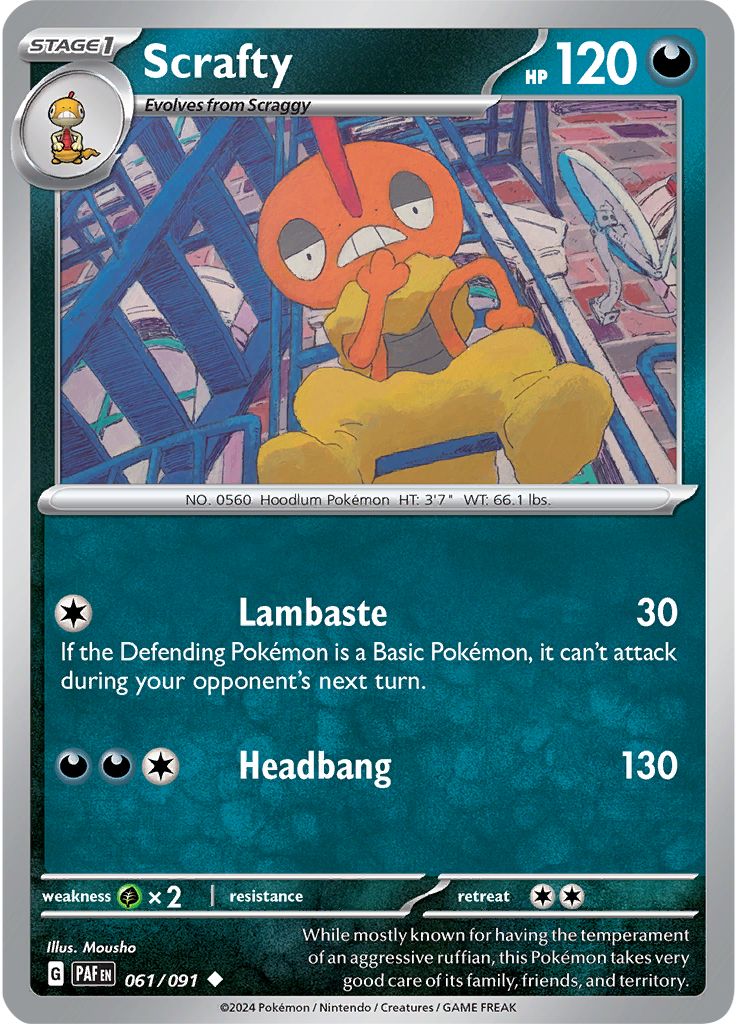 STAGE1
Scrafty
HP 120
Evolves from Scraggy
NO. 0560 Hoodlum Pokémon HT: 3'7" WT: 66.1 lbs.
Lambaste 30
If the Defending Pokémon is a Basic Pokémon, it can't attack
during your opponent's next turn.
Headbang 130
weakness ×2 | resistance retreat
Illus. Mousho
While mostly known for having the temperament
of an aggressive ruffian, this Pokémon takes very
good care of its family, friends, and territory.
G PAF EN 061/091
©2024 Pokémon / Nintendo / Creatures / GAME FREAK